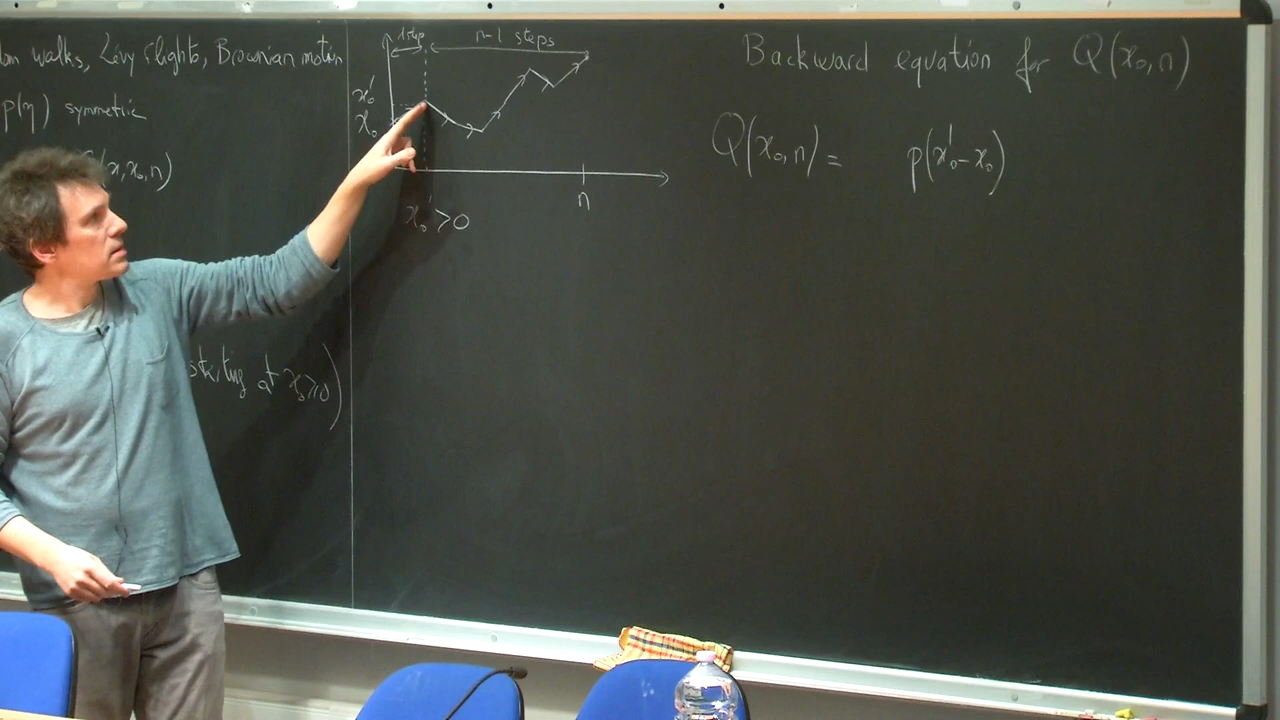 walks, Lévy flights, Brownian motion
p(η) symmetric
(x, x₀, n)
starting at x₀≥0)
1 step
n-1 steps
x₀'
x₀
n
x₀' >0
Backward equation for Q(x₀,n)
Q(x₀,n) = p(x₀'-x₀)